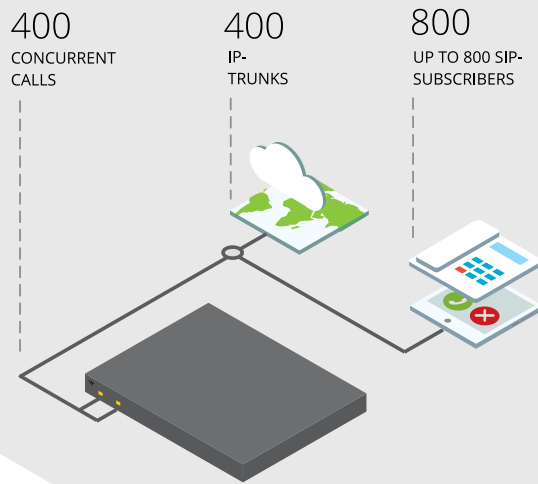 400
CONCURRENT
CALLS
400
IP-
TRUNKS
800
UP TO 800 SIP-
SUBSCRIBERS